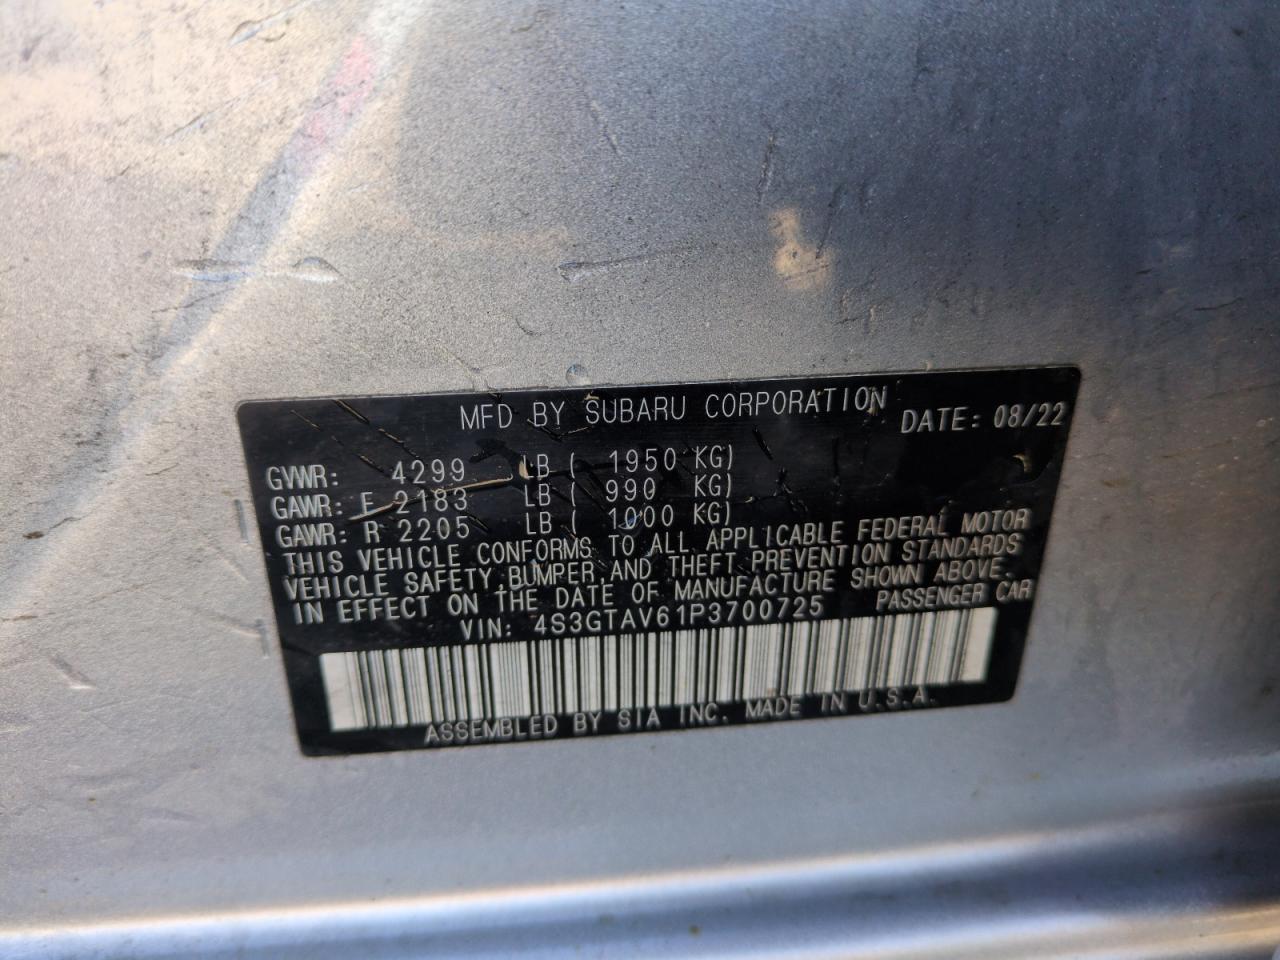 MFD BY SUBARU CORPORATION DATE: 08/22
GVWR: 4299 LB ( 1950 KG)
GAWR: F 2183 LB ( 990 KG)
GAWR: R 2205 LB ( 1000 KG)
THIS VEHICLE CONFORMS TO ALL APPLICABLE FEDERAL MOTOR
VEHICLE SAFETY,BUMPER,AND THEFT PREVENTION STANDARDS
IN EFFECT ON THE DATE OF MANUFACTURE SHOWN ABOVE.
VIN: 4S3GTAV61P3700725 PASSENGER CAR
ASSEMBLED BY SIA INC. MADE IN U.S.A.